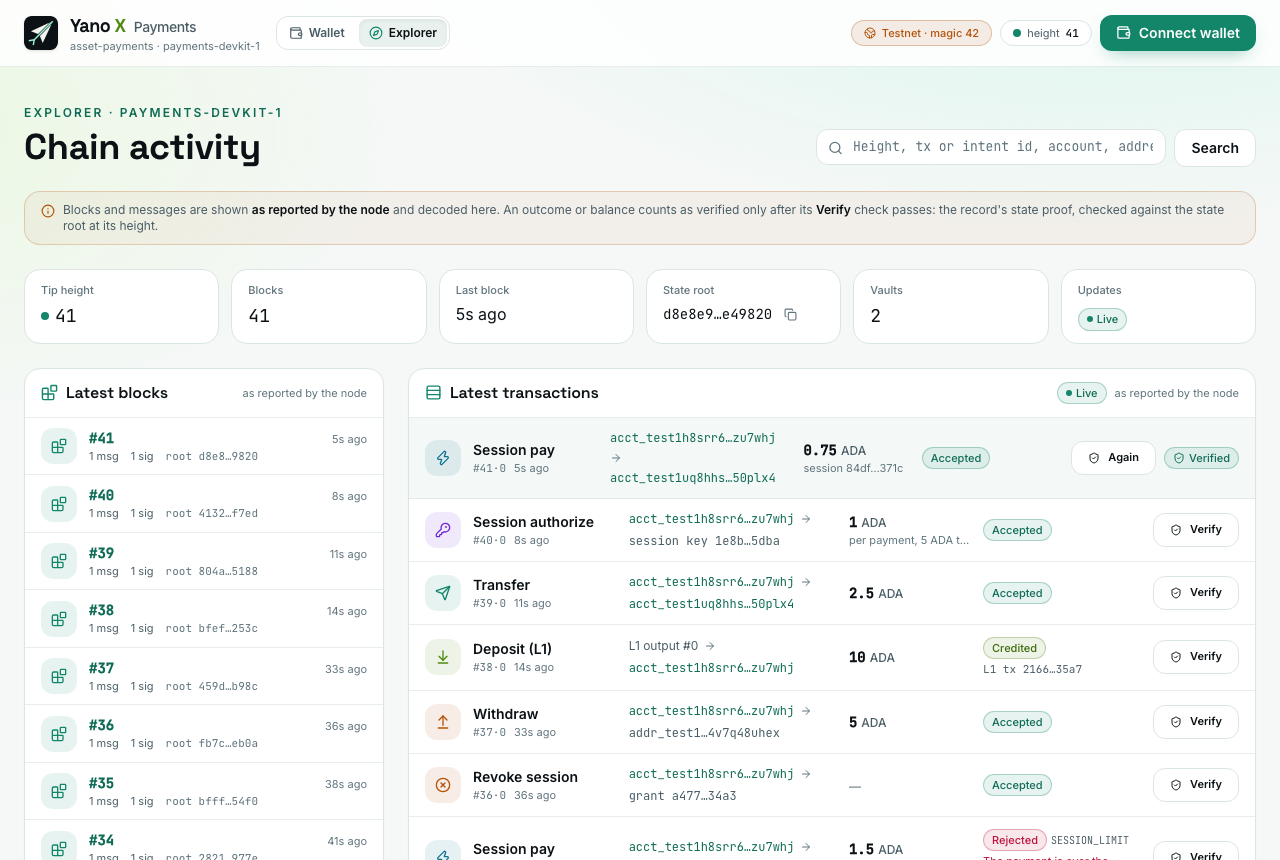 Yano X Payments
asset-payments · payments-devkit-1
Wallet
Explorer
Testnet · magic 42
height 41
Connect wallet
EXPLORER · PAYMENTS-DEVKIT-1
Chain activity
Height, tx or intent id, account, addre
Search
Blocks and messages are shown as reported by the node and decoded here. An outcome or balance counts as verified only after its Verify check passes: the record's state proof, checked against the state
root at its height.
Tip height
41
Blocks
41
Last block
5s ago
State root
d8e8e9…e49820
Vaults
2
Updates
Live
Latest blocks
as reported by the node
#41
5s ago
1 msg 1 sig root d8e8…9820
#40
8s ago
1 msg 1 sig root 4132…f7ed
#39
11s ago
1 msg 1 sig root 804a…5188
#38
14s ago
1 msg 1 sig root bfef…253c
#37
33s ago
1 msg 1 sig root 459d…b98c
#36
36s ago
1 msg 1 sig root fb7c…eb0a
#35
38s ago
1 msg 1 sig root bfff…54f0
#34
41s ago
1 msg 1 sig root 2821…977e
Latest transactions
Live
as reported by the node
Session pay
#41·0 5s ago
acct_test1h8srr6…zu7whj
→
acct_test1uq8hhs…50plx4
0.75 ADA
session 84df…371c
Accepted
Again
Verified
Session authorize
#40·0 8s ago
acct_test1h8srr6…zu7whj →
session key 1e8b…5dba
1 ADA
per payment, 5 ADA t…
Accepted
Verify
Transfer
#39·0 11s ago
acct_test1h8srr6…zu7whj →
acct_test1uq8hhs…50plx4
2.5 ADA
Accepted
Verify
Deposit (L1)
#38·0 14s ago
L1 output #0 →
acct_test1h8srr6…zu7whj
10 ADA
Credited
L1 tx 2166…35a7
Verify
Withdraw
#37·0 33s ago
acct_test1h8srr6…zu7whj →
addr_test1…4v7q48uhex
5 ADA
Accepted
Verify
Revoke session
#36·0 36s ago
acct_test1h8srr6…zu7whj →
grant a477…34a3
—
Accepted
Verify
Session pay
acct_test1h8srr6…zu7whj →
1.5 ADA
Rejected SESSION_LIMIT
The payment is over the
Verify